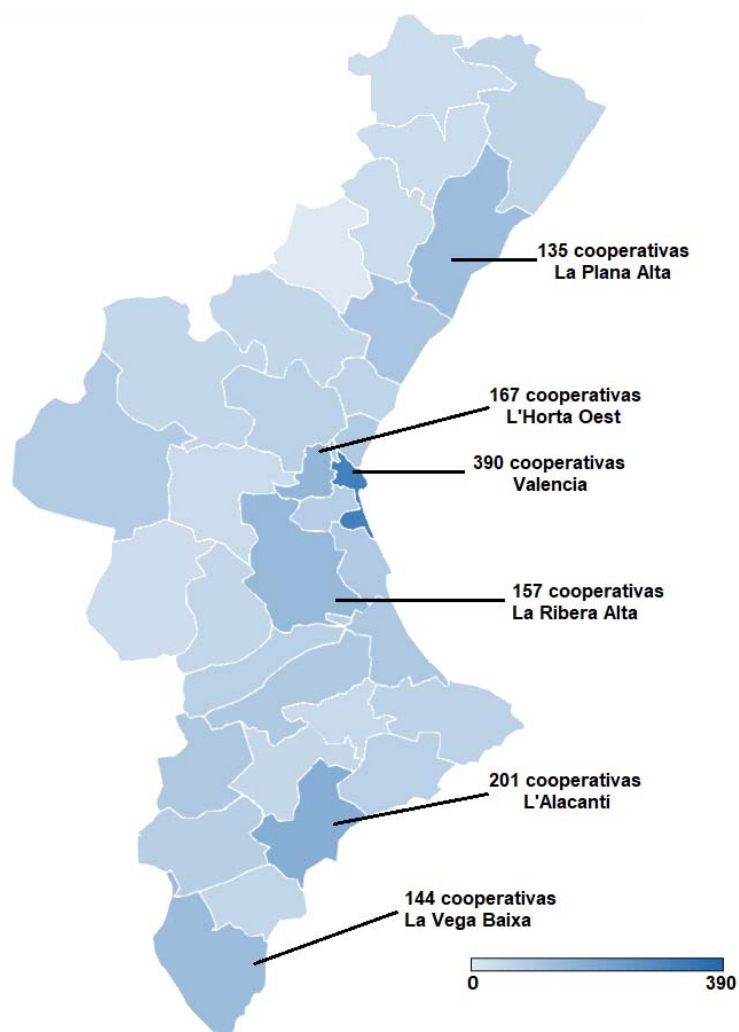 135 cooperativas
La Plana Alta
167 cooperativas
L'Horta Oest
390 cooperativas
Valencia
157 cooperativas
La Ribera Alta
201 cooperativas
L'Alacantí
144 cooperativas
La Vega Baixa
0
390